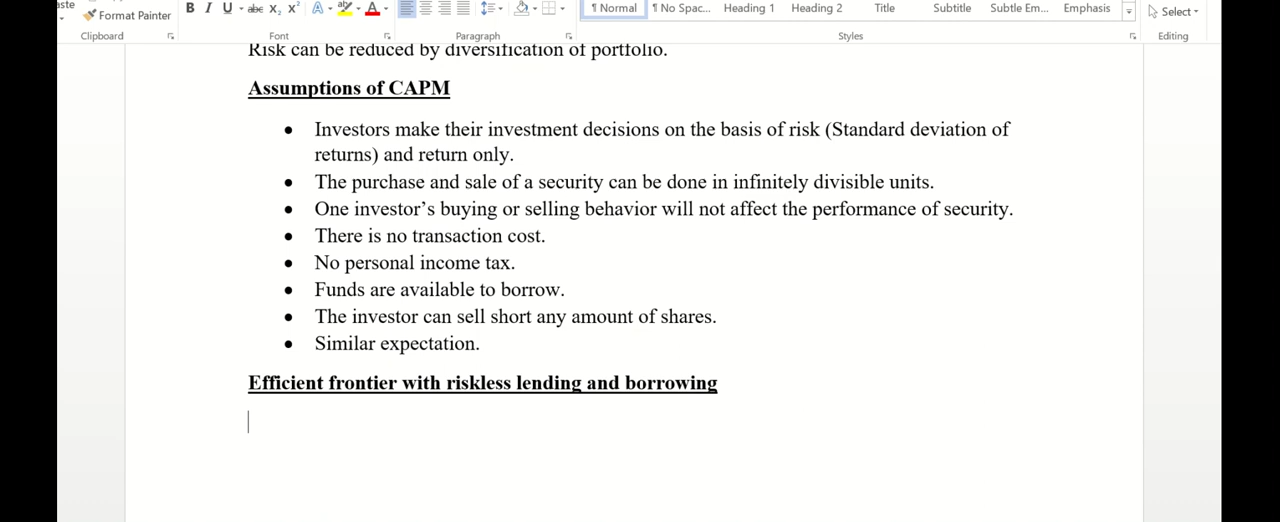 aste
Format Painter
B I U abc X₂ X² A ab A
¶ Normal ¶ No Spac... Heading 1 Heading 2 Title Subtitle Subtle Em... Emphasis
Select
Clipboard Font Paragraph Styles Editing
Risk can be reduced by diversification of portfolio.
Assumptions of CAPM
• Investors make their investment decisions on the basis of risk (Standard deviation of
returns) and return only.
• The purchase and sale of a security can be done in infinitely divisible units.
• One investor’s buying or selling behavior will not affect the performance of security.
• There is no transaction cost.
• No personal income tax.
• Funds are available to borrow.
• The investor can sell short any amount of shares.
• Similar expectation.
Efficient frontier with riskless lending and borrowing